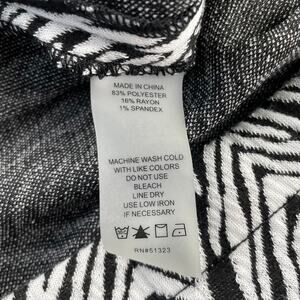 MADE IN CHINA
83% POLYESTER
16% RAYON
1% SPANDEX
MACHINE WASH COLD
WITH LIKE COLORS
DO NOT USE
BLEACH
LINE DRY
USE LOW IRON
IF NECESSARY
RN#51323